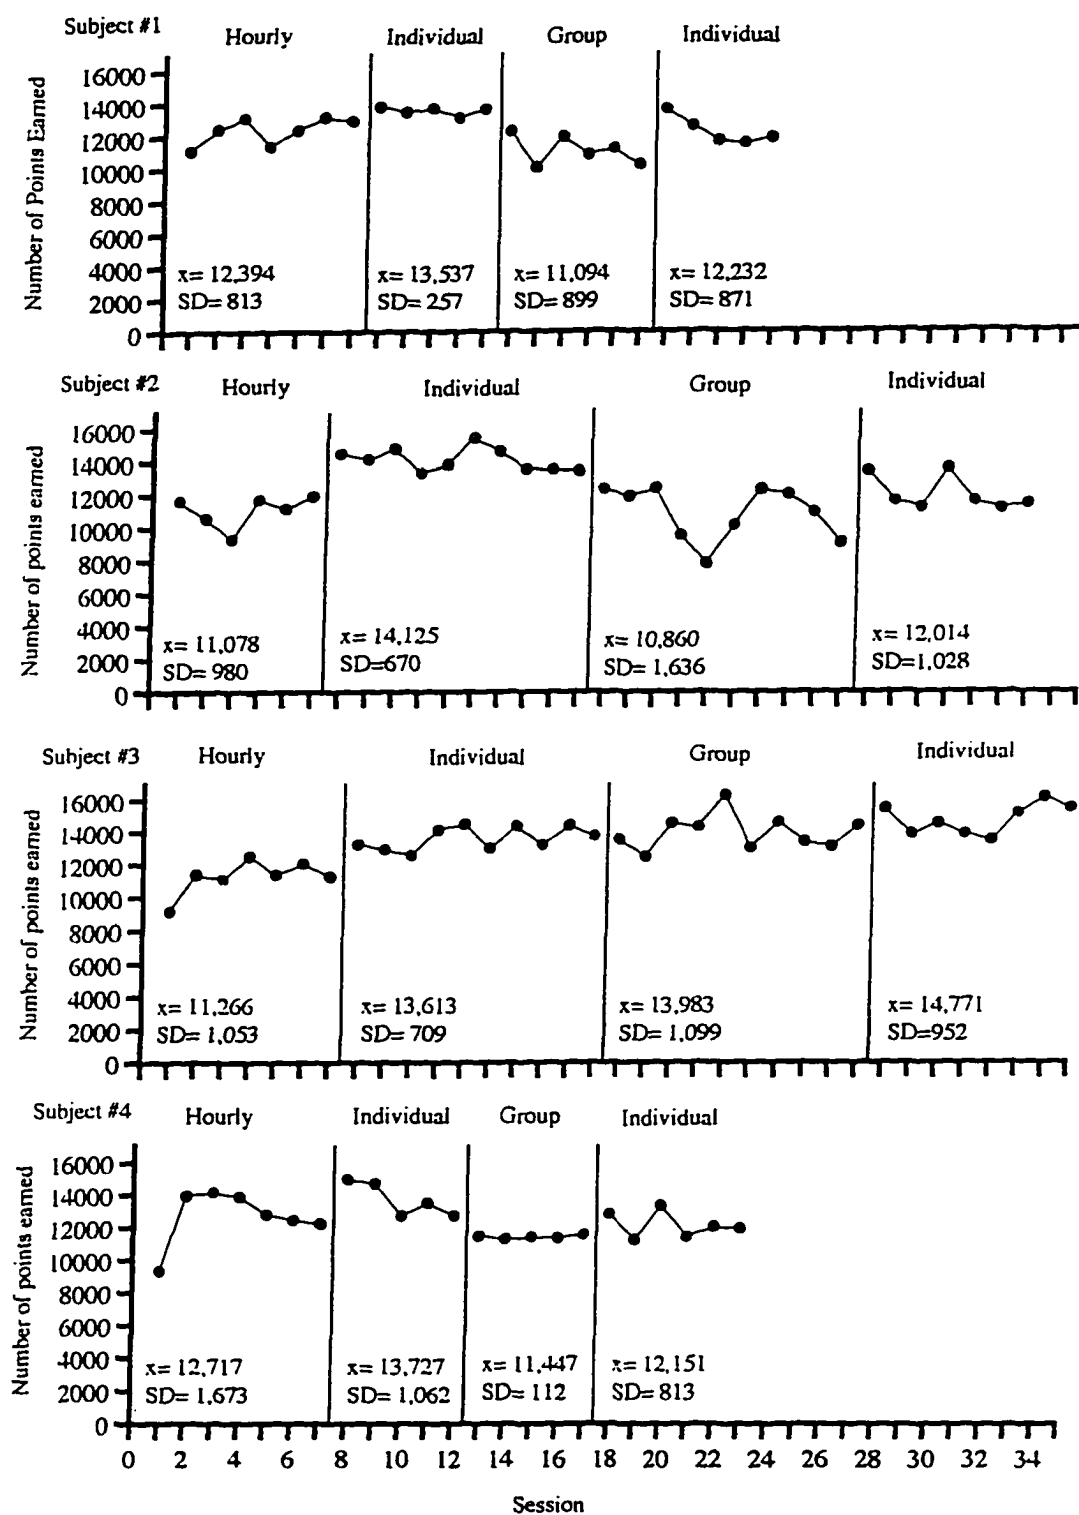 Subject #1
Hourly Individual Group Individual
Number of Points Earned
16000
14000
12000
10000
8000
6000
4000
2000
0
x= 12,394 x= 13,537 x= 11,094 x= 12,232
SD= 813 SD= 257 SD= 899 SD= 871
Subject #2
Hourly Individual Group Individual
Number of points earned
16000
14000
12000
10000
8000
6000
4000
2000
0
x= 11,078 x= 14,125 x= 10,860 x= 12,014
SD= 980 SD=670 SD= 1,636 SD=1,028
Subject #3
Hourly Individual Group Individual
Number of points earned
16000
14000
12000
10000
8000
6000
4000
2000
0
x= 11,266 x= 13,613 x= 13,983 x= 14,771
SD= 1,053 SD= 709 SD= 1,099 SD=952
Subject #4
Hourly Individual Group Individual
Number of points earned
16000
14000
12000
10000
8000
6000
4000
2000
0
x= 12,717 x= 13,727 x= 11,447 x= 12,151
SD= 1,673 SD= 1,062 SD= 112 SD= 813
0 2 4 6 8 10 12 14 16 18 20 22 24 26 28 30 32 34
Session